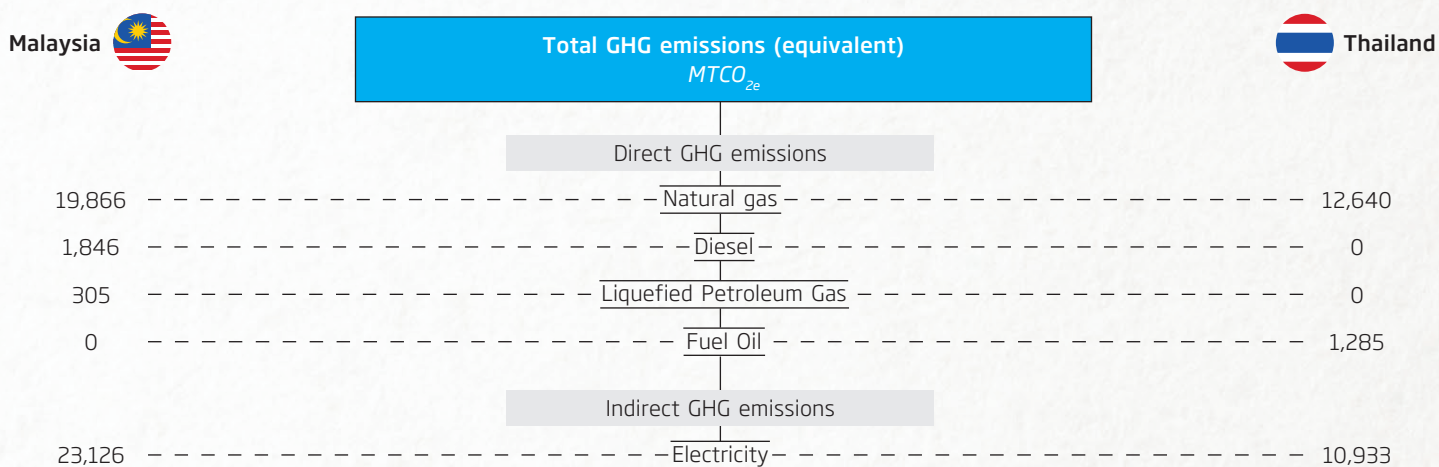 Malaysia
Total GHG emissions (equivalent)
MTCO2e
Thailand
Direct GHG emissions
19,866 Natural gas 12,640
1,846 Diesel 0
305 Liquefied Petroleum Gas 0
0 Fuel Oil 1,285
Indirect GHG emissions
23,126 Electricity 10,933